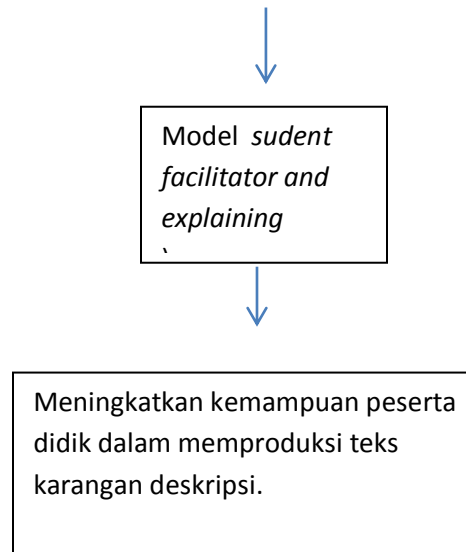 Model sudent
facilitator and
explaining
Meningkatkan kemampuan peserta
didik dalam memproduksi teks
karangan deskripsi.